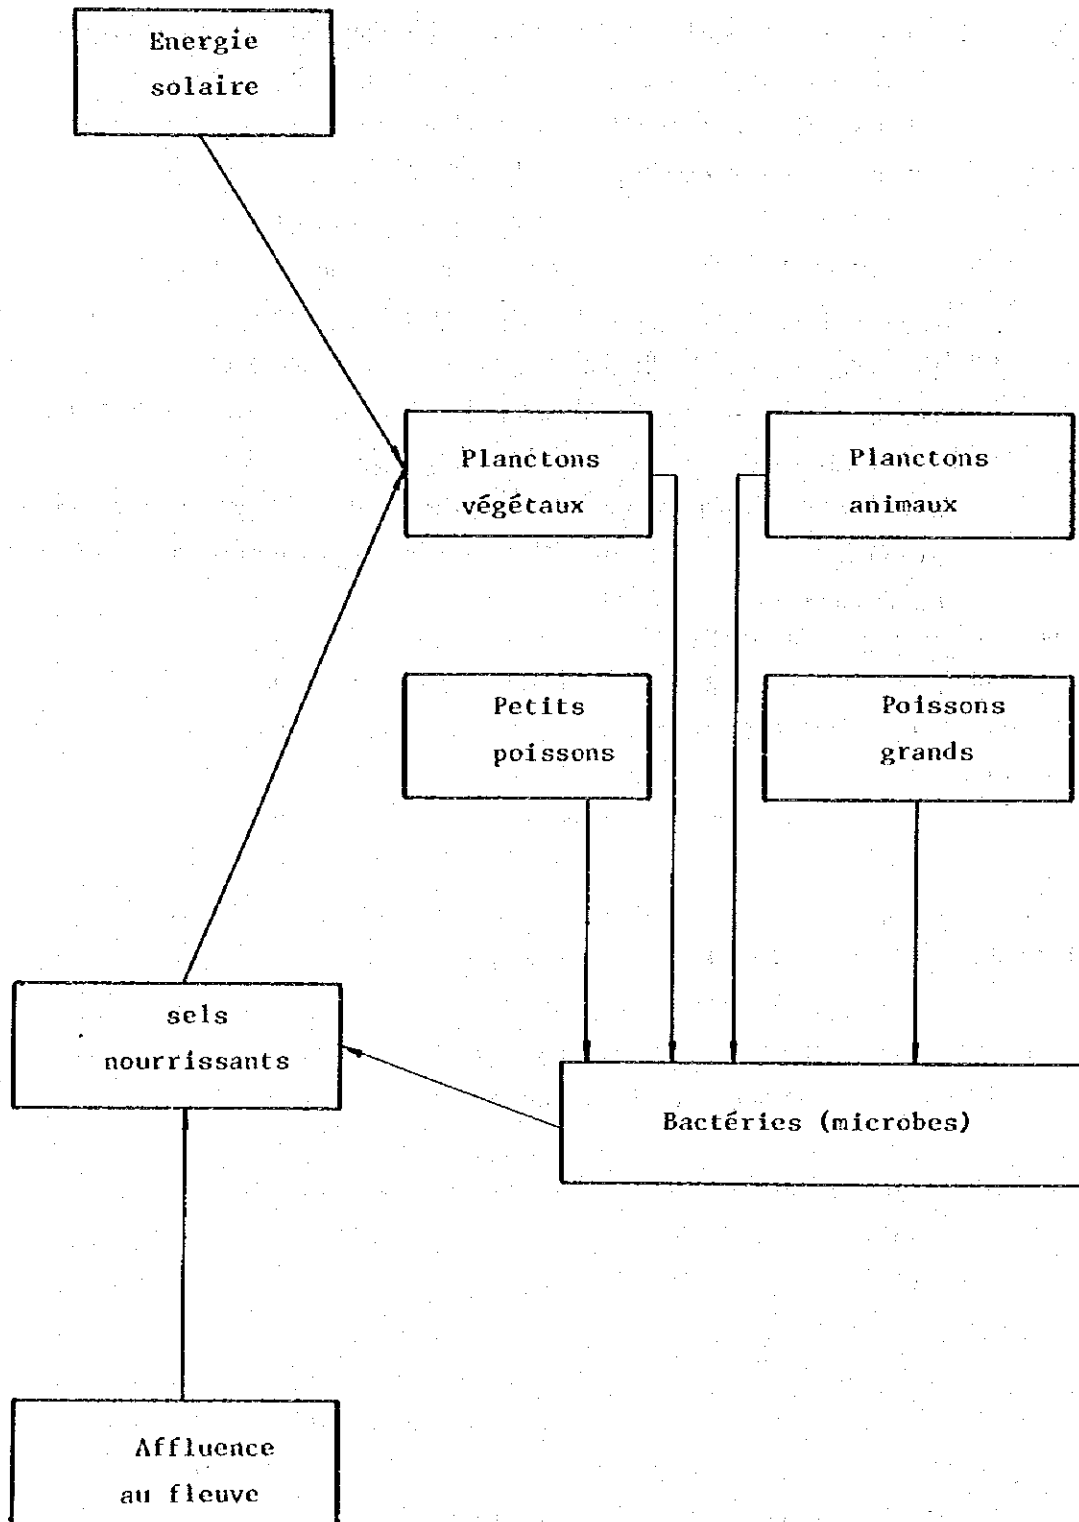 Energie
solaire
Planctons
végétaux
Planctons
animaux
Petits
poissons
Poissons
grands
sels
nourrissants
Bactéries (microbes)
Affluence
au fleuve